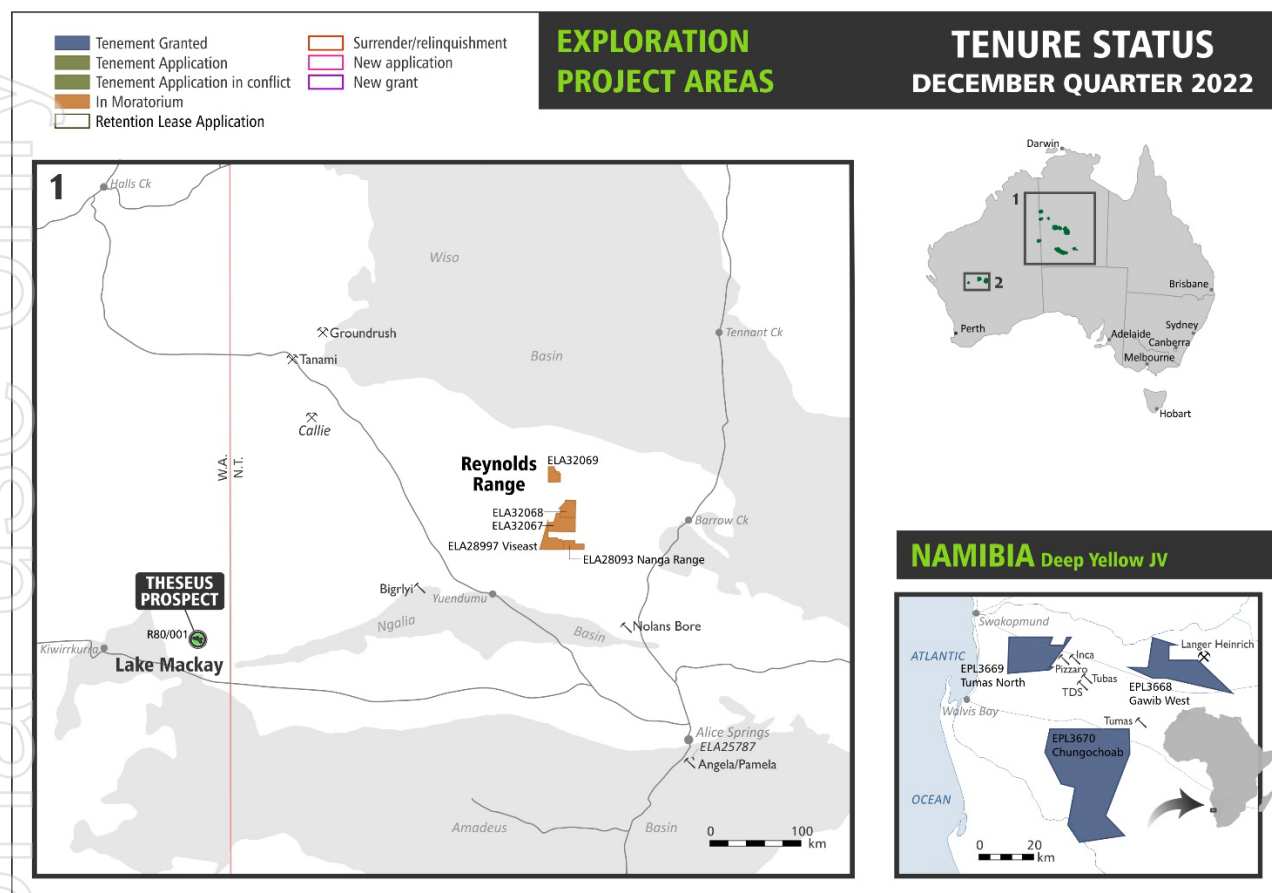 Tenement Granted
Tenement Application
Tenement Application in conflict
In Moratorium
Retention Lease Application
Surrender/relinquishment
New application
New grant
EXPLORATION
PROJECT AREAS
TENURE STATUS
DECEMBER QUARTER 2022
1
Halls Ck
Wiso
Groundrush
Tennant Ck
Basin
Tanami
Callie
W.A.
N.T.
Reynolds
Range
ELA32069
ELA32068
ELA32067
Barrow Ck
ELA28997 Viseast
ELA28093 Nanga Range
THESEUS
PROSPECT
Bigrlyi
Yuendumu
Ngalia
Basin
Nolans Bore
R80/001
Kiwirrkurra
Lake Mackay
Alice Springs
ELA25787
Angela/Pamela
Amadeus
Basin
0 100
km
Darwin
1
2
Brisbane
Perth
Adelaide
Sydney
Canberra
Melbourne
Hobart
NAMIBIA Deep Yellow JV
Swakopmund
ATLANTIC
EPL3669
Tumas North
Inca
Pizzaro
Tubas
TDS
Langer Heinrich
EPL3668
Gawib West
Walvis Bay
Tumas
EPL3670
Chungochoab
OCEAN
0 20
km